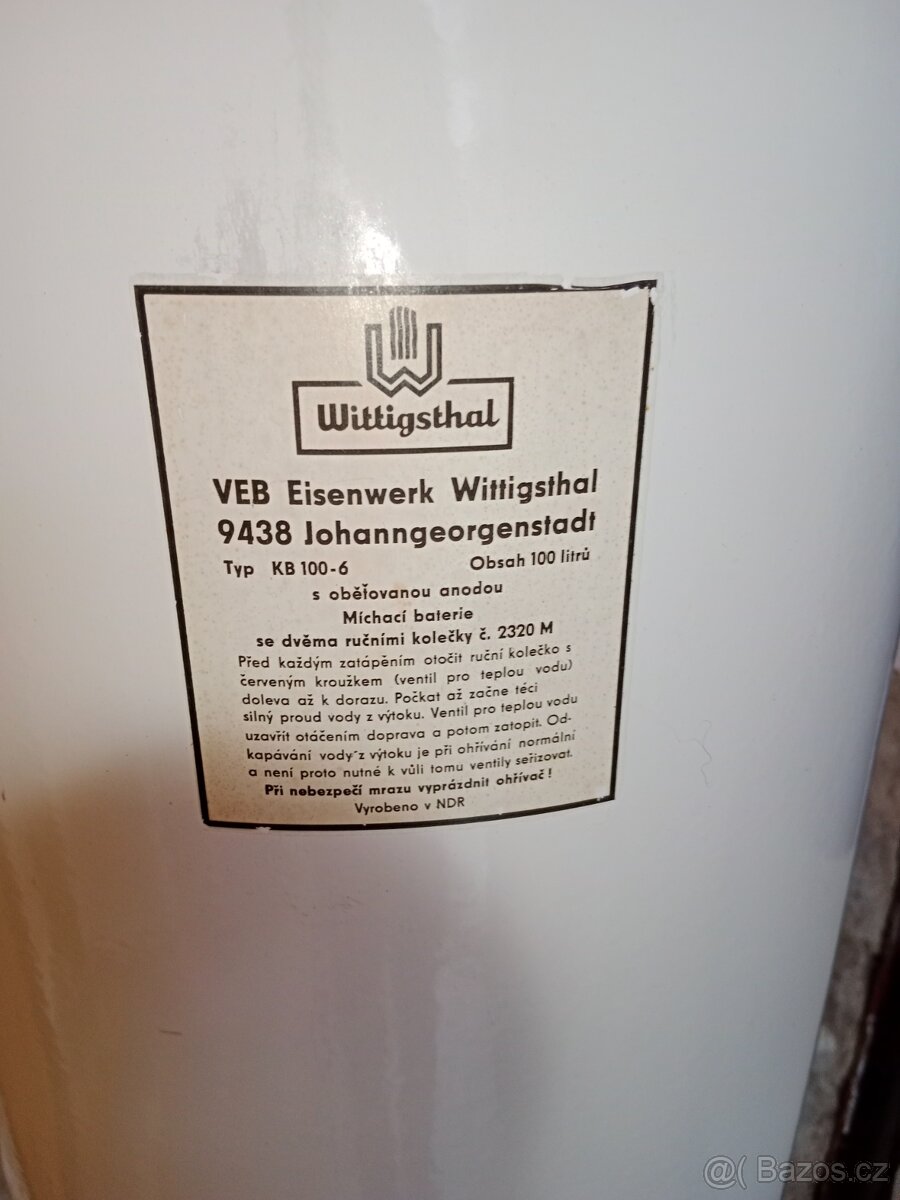 Wittigsthal
VEB Eisenwerk Wittigsthal
9438 Johanngeorgenstadt
Typ KB 100-6 Obsah 100 litrů
s oběťovanou anodou
Míchací baterie
se dvěma ručními kolečky č. 2320 M
Před každým zatápěním otočit ruční kolečko s
červeným kroužkem (ventil pro teplou vodu)
doleva až k dorazu. Počkat až začne téci
silný proud vody z výtoku. Ventil pro teplou vodu
uzavřít otáčením doprava a potom zatopit. Od-
kapávání vody z výtoku je při ohřívání normální
a není proto nutné k vůli tomu ventily seřizovat.
Při nebezpečí mrazu vyprázdnit ohřívač!
Vyrobeno v NDR
@( Bazos.cz